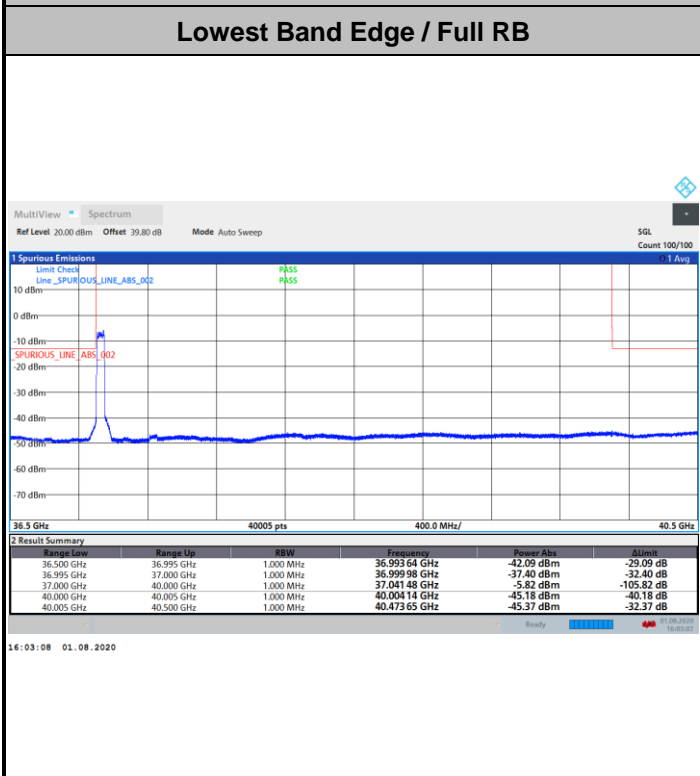 Lowest Band Edge / Full RB
MultiView Spectrum
Ref Level 20.00 dBm Offset 39.80 dB Mode Auto Sweep SGL
Count 100/100
1 Spurious Emissions 1 Avg
Limit Check PASS
Line _SPURIOUS_LINE_ABS_002 PASS
10 dBm
0 dBm
-10 dBm
_SPURIOUS_LINE_ABS_002
-20 dBm
-30 dBm
-40 dBm
-50 dBm
-60 dBm
-70 dBm
36.5 GHz 40005 pts 400.0 MHz/ 40.5 GHz
2 Result Summary
Range Low Range Up RBW Frequency Power Abs ΔLimit
36.500 GHz 36.995 GHz 1.000 MHz 36.993 64 GHz -42.09 dBm -29.09 dB
36.995 GHz 37.000 GHz 1.000 MHz 36.999 98 GHz -37.40 dBm -32.40 dB
37.000 GHz 40.000 GHz 1.000 MHz 37.041 48 GHz -5.82 dBm -105.82 dB
40.000 GHz 40.005 GHz 1.000 MHz 40.004 14 GHz -45.18 dBm -40.18 dB
40.005 GHz 40.500 GHz 1.000 MHz 40.473 65 GHz -45.37 dBm -32.37 dB
Ready 01.08.2020
16:03:07
16:03:08 01.08.2020